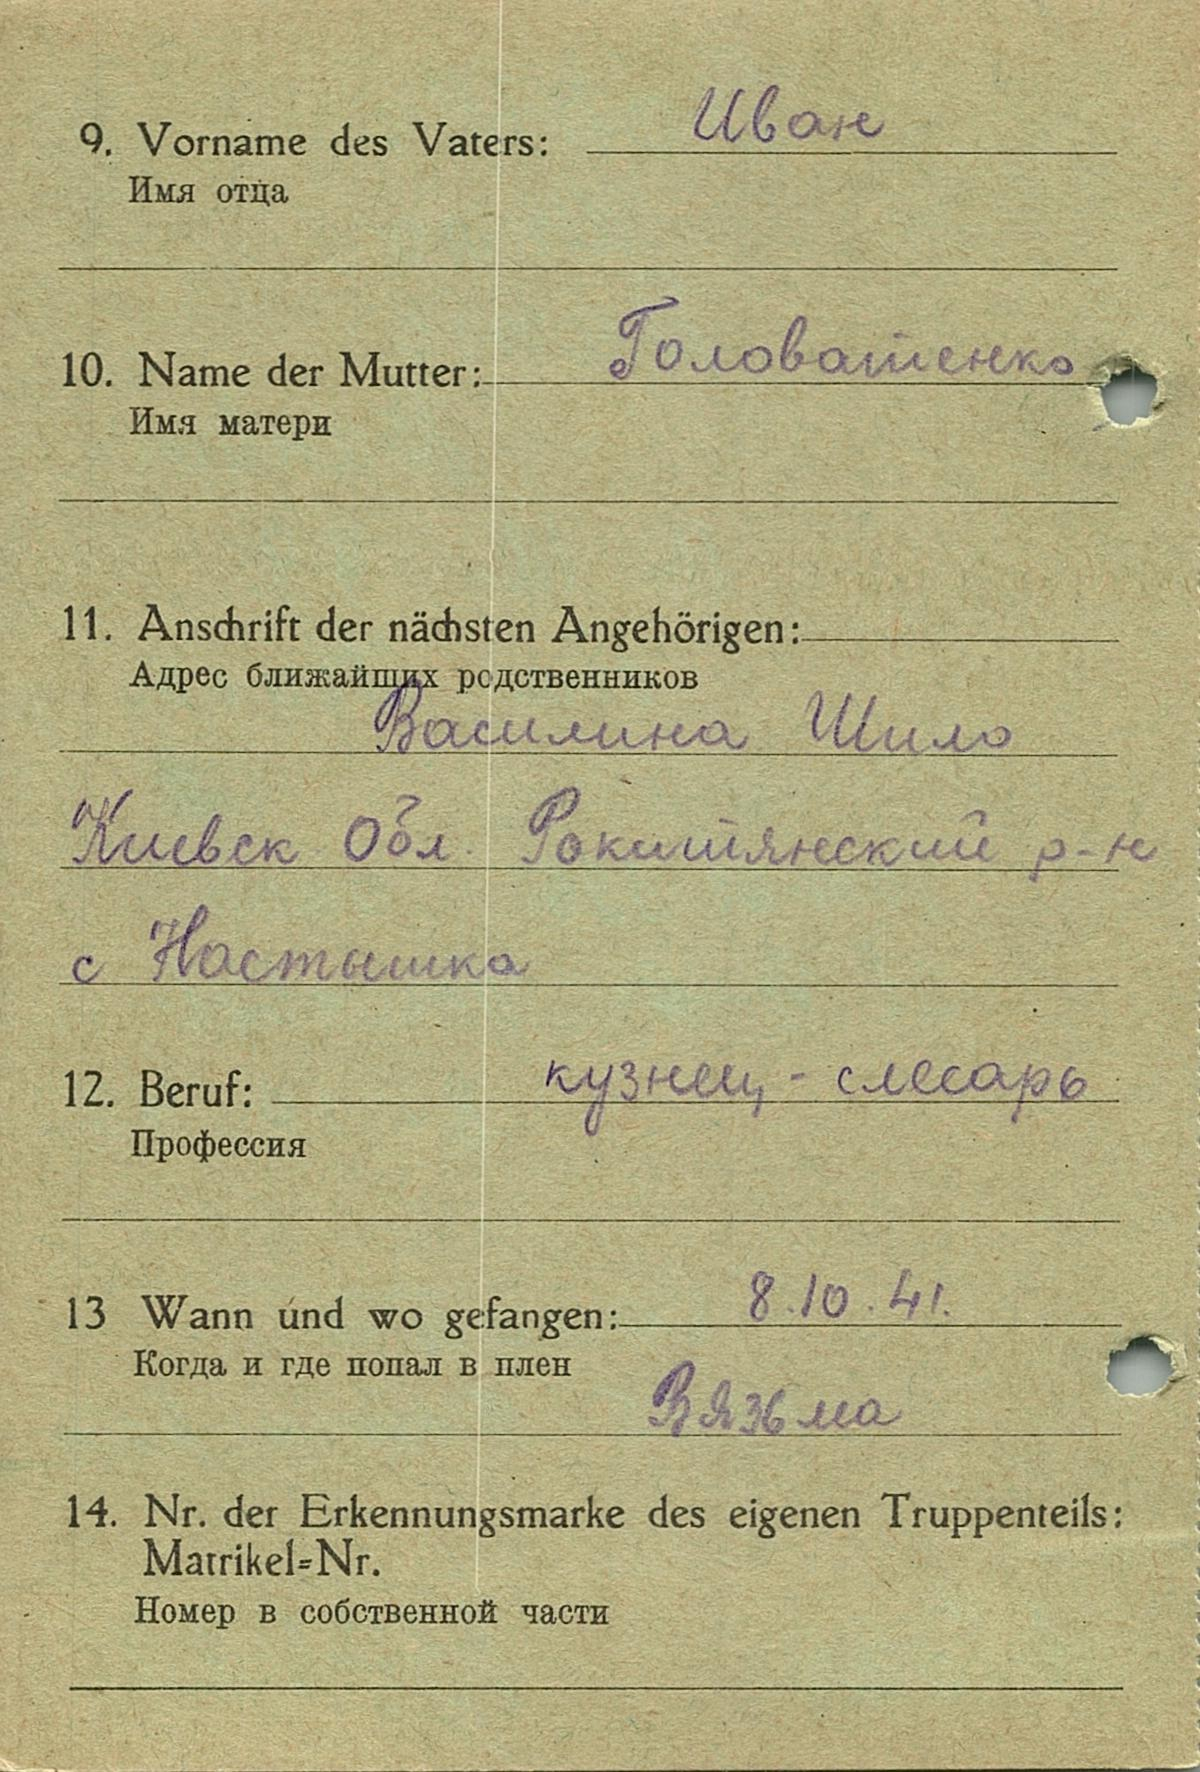 9. Vorname des Vaters: Иван
Имя отца
10. Name der Mutter: Головатенко
Имя матери
11. Anschrift der nächsten Angehörigen:
Адрес ближайших родственников
Василина Шило
Киевск Обл. Рокитянский р-н
с Насташка
12. Beruf: кузнец - слесарь
Профессия
13 Wann und wo gefangen: 8.10.41.
Когда и где попал в плен
Вязьма
14. Nr. der Erkennungsmarke des eigenen Truppenteils:
Matrikel=Nr.
Номер в собственной части